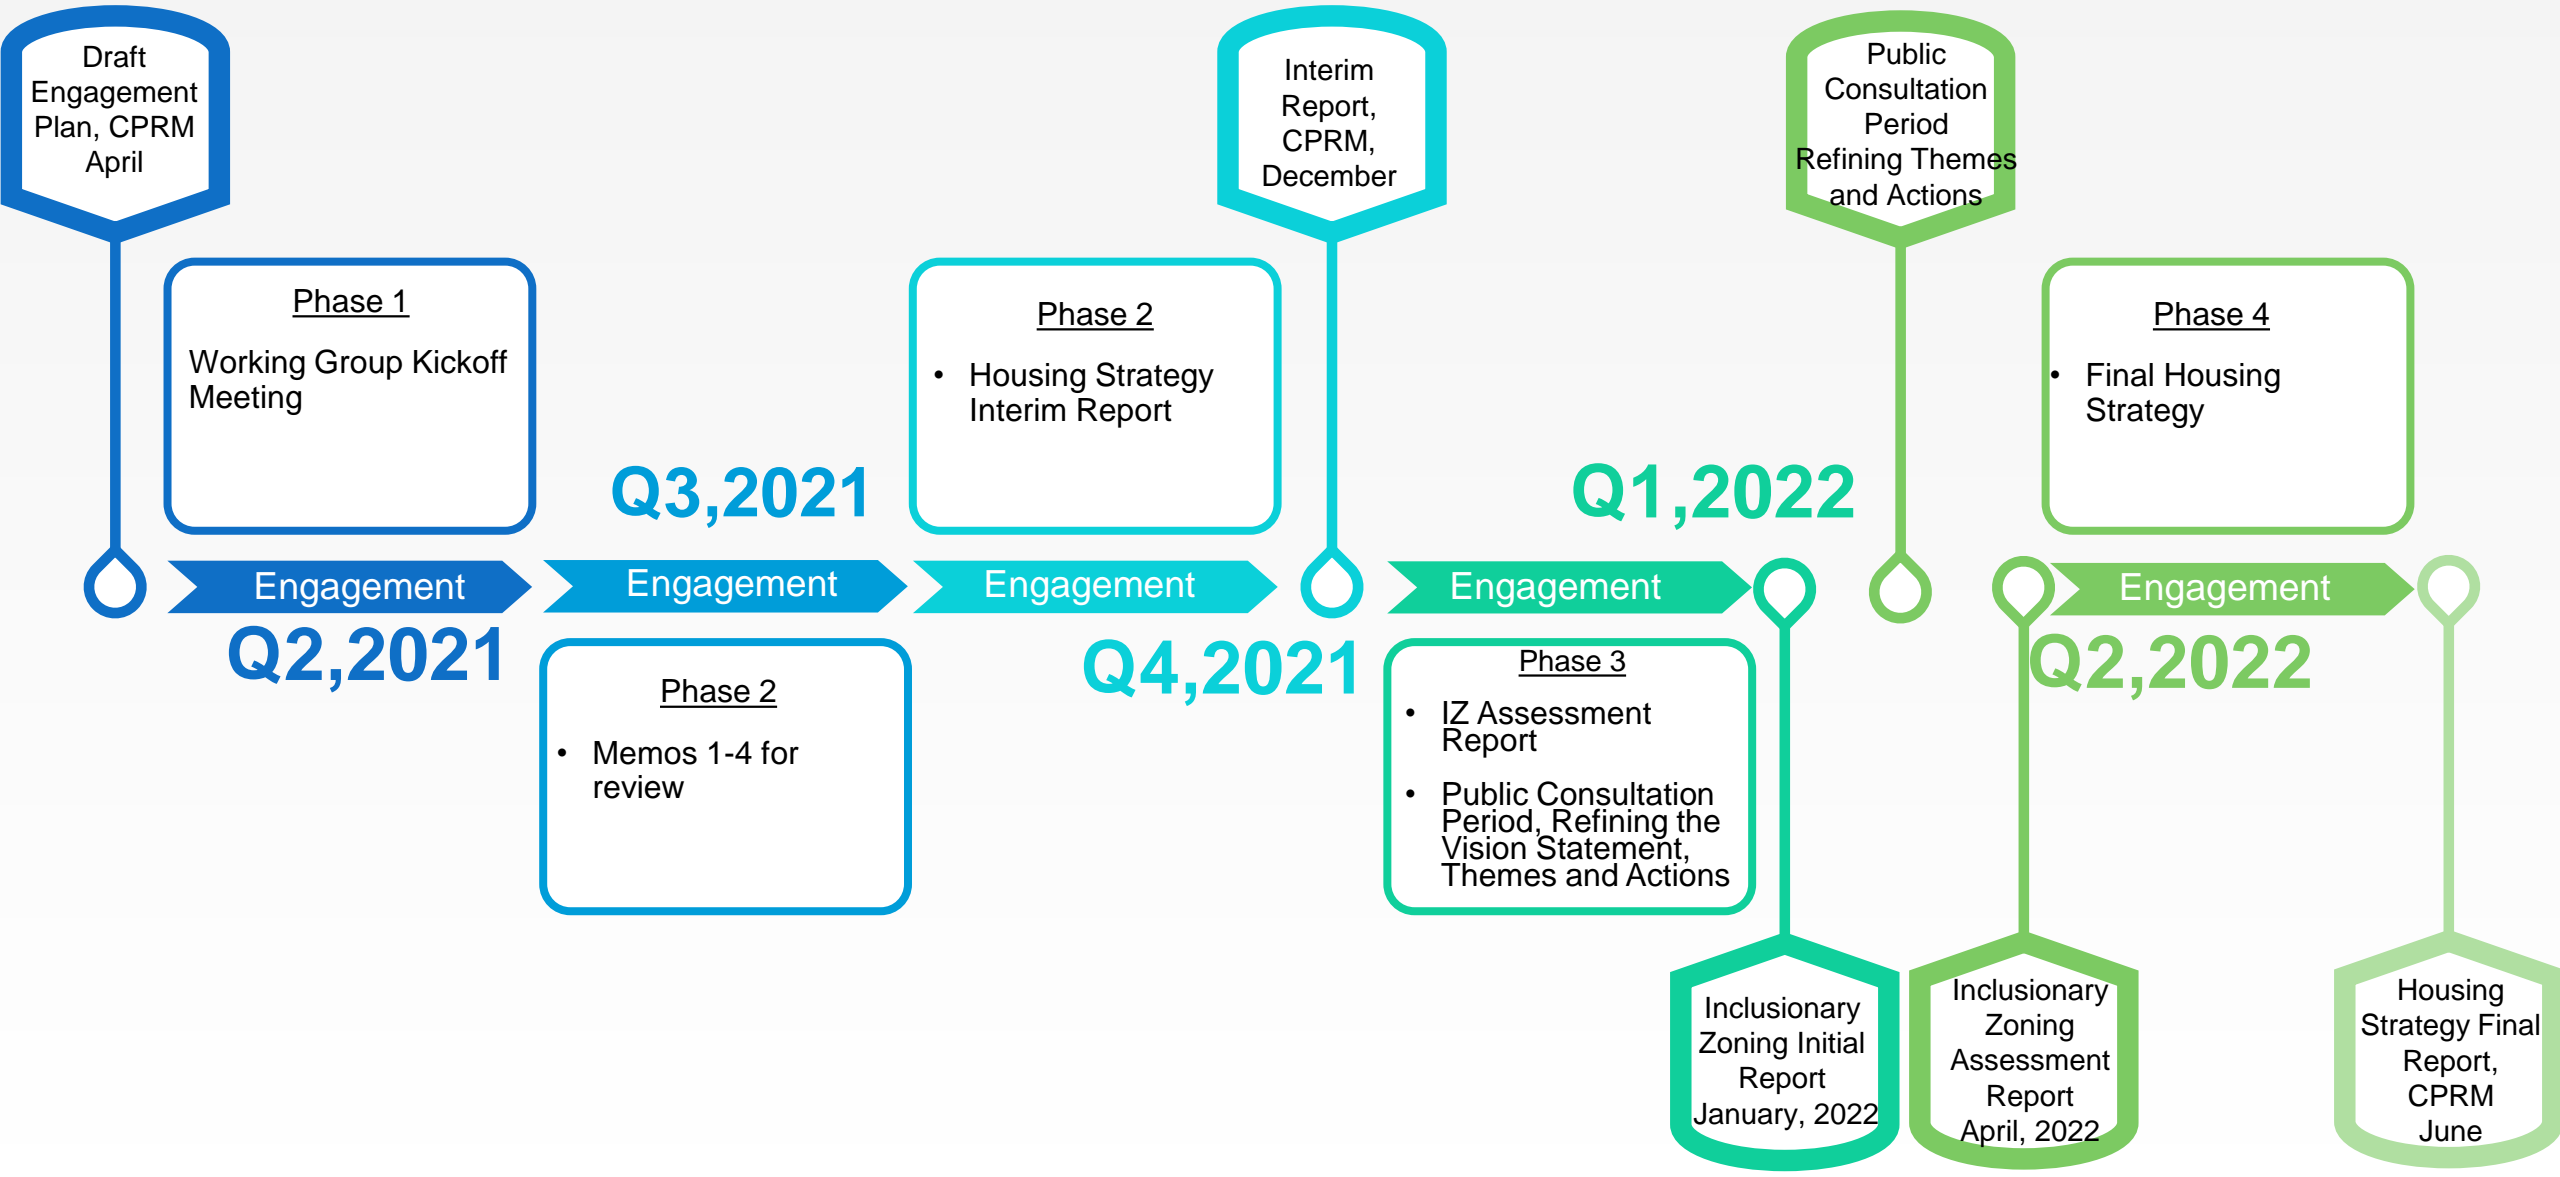 Draft
Engagement
Plan, CPRM
April
Interim
Report,
CPRM,
December
Public
Consultation
Period
Refining Themes
and Actions
Phase 1
Working Group Kickoff
Meeting
Phase 2
• Housing Strategy
Interim Report
Phase 4
• Final Housing
Strategy
Q3,2021
Q1,2022
Engagement
Engagement
Engagement
Engagement
Engagement
Q2,2021
Q4,2021
Q2,2022
Phase 2
• Memos 1-4 for
review
Phase 3
• IZ Assessment
Report
• Public Consultation
Period, Refining the
Vision Statement,
Themes and Actions
Inclusionary
Zoning Initial
Report
January, 2022
Inclusionary
Zoning
Assessment
Report
April, 2022
Housing
Strategy Final
Report,
CPRM
June